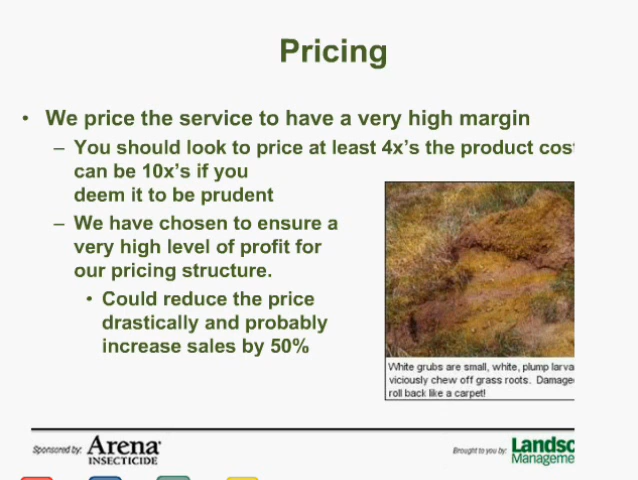 Pricing
• We price the service to have a very high margin
– You should look to price at least 4x's the product cos
can be 10x's if you
deem it to be prudent
– We have chosen to ensure a
very high level of profit for
our pricing structure.
• Could reduce the price
drastically and probably
increase sales by 50%
White grubs are small, white, plump larva
viciously chew off grass roots. Damage
roll back like a carpet!
Sponsored by: Arena
INSECTICIDE
Brought to you by: Landsc
Manageme